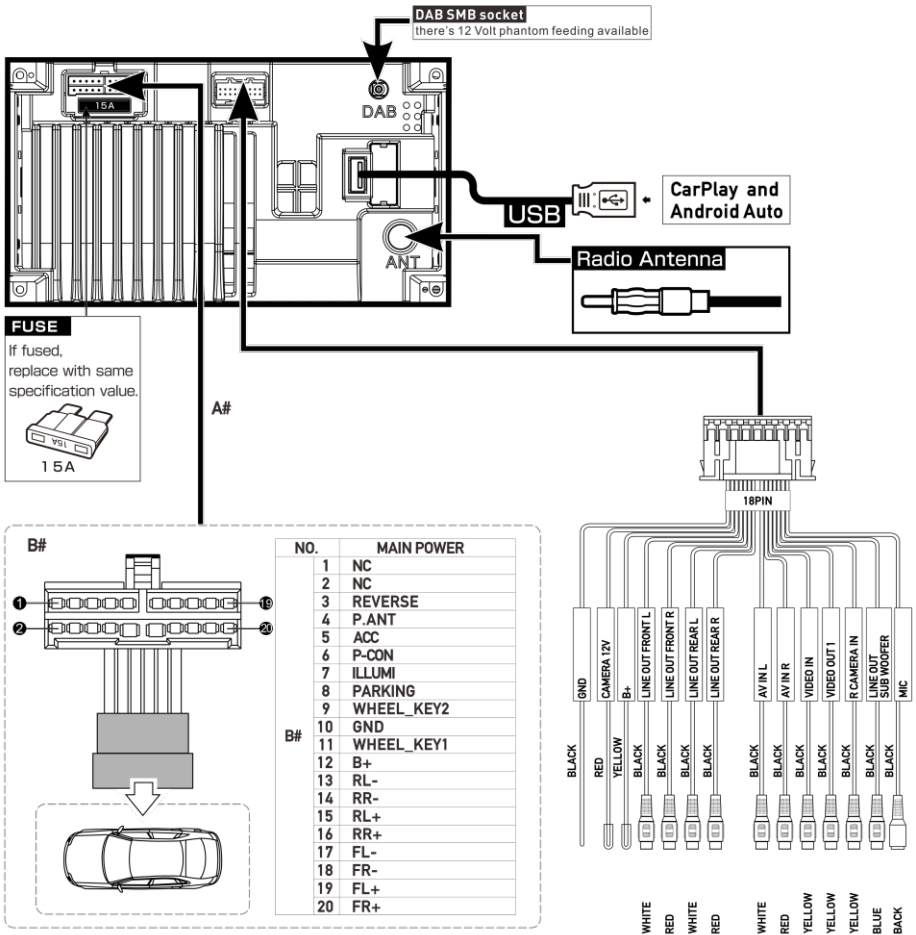 DAB SMB socket
there's 12 Volt phantom feeding available
15A
DAB
USB
CarPlay and
Android Auto
ANT
Radio Antenna
FUSE
If fused,
replace with same
specification value.
15A
15A
A#
18PIN
B#
1
19
2
20
NO. MAIN POWER
B#
1 NC
2 NC
3 REVERSE
4 P.ANT
5 ACC
6 P-CON
7 ILLUMI
8 PARKING
9 WHEEL_KEY2
10 GND
11 WHEEL_KEY1
12 B+
13 RL-
14 RR-
15 RL+
16 RR+
17 FL-
18 FR-
19 FL+
20 FR+
GND
CAMERA 12V
B+
LINE OUT FRONT L
LINE OUT FRONT R
LINE OUT REAR L
LINE OUT REAR R
AV IN L
AV IN R
VIDEO IN
VIDEO OUT 1
R CAMERA IN
LINE OUT
SUB WOOFER
MIC
BLACK
RED
YELLOW
BLACK
BLACK
BLACK
BLACK
BLACK
BLACK
BLACK
BLACK
BLACK
BLACK
BLACK
WHITE
RED
WHITE
RED
WHITE
RED
YELLOW
YELLOW
YELLOW
BLUE
BACK